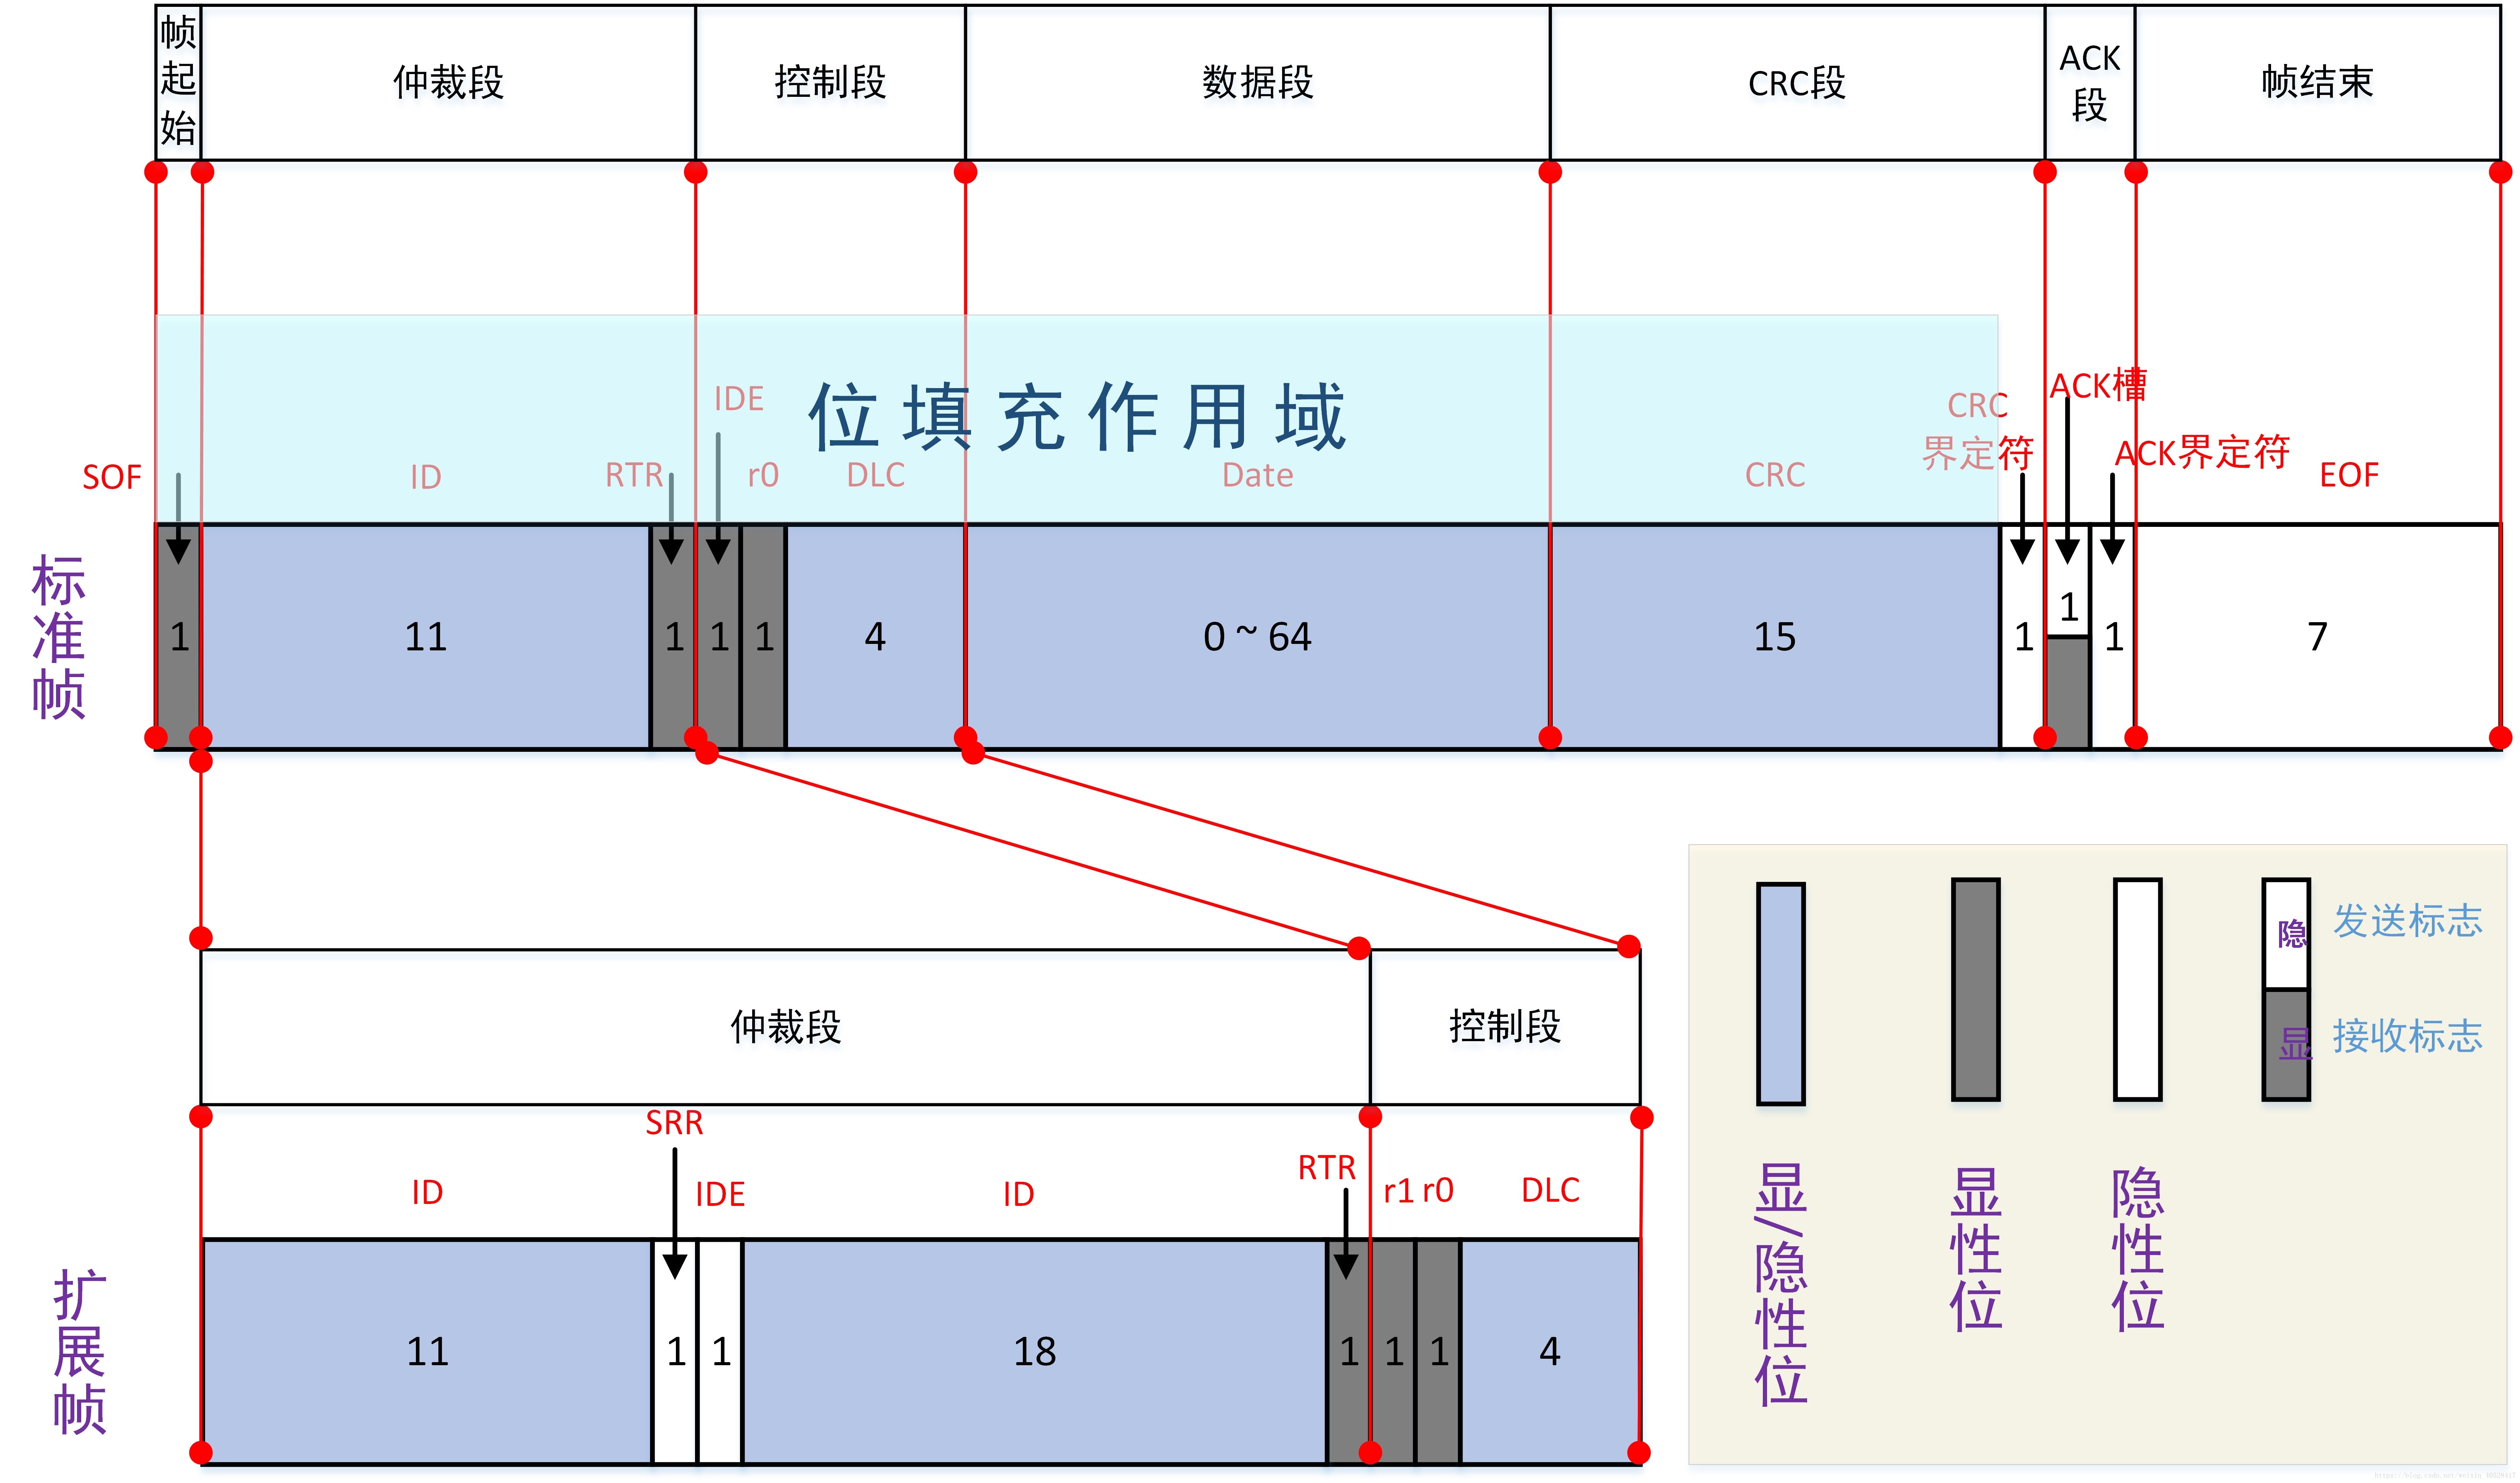 帧起始
仲裁段
控制段
数据段
CRC段
ACK段
帧结束
位填充作用域
SOF
ID
RTR
IDE
r0
DLC
Date
CRC
CRC界定符
ACK槽
ACK界定符
EOF
标准帧
1
11
1
1
1
4
0 ~ 64
15
1
1
1
7
仲裁段
控制段
ID
SRR
IDE
ID
RTR
r1
r0
DLC
扩展帧
11
1
1
18
1
1
1
4
隐
发送标志
显
接收标志
显/隐性位
显性位
隐性位